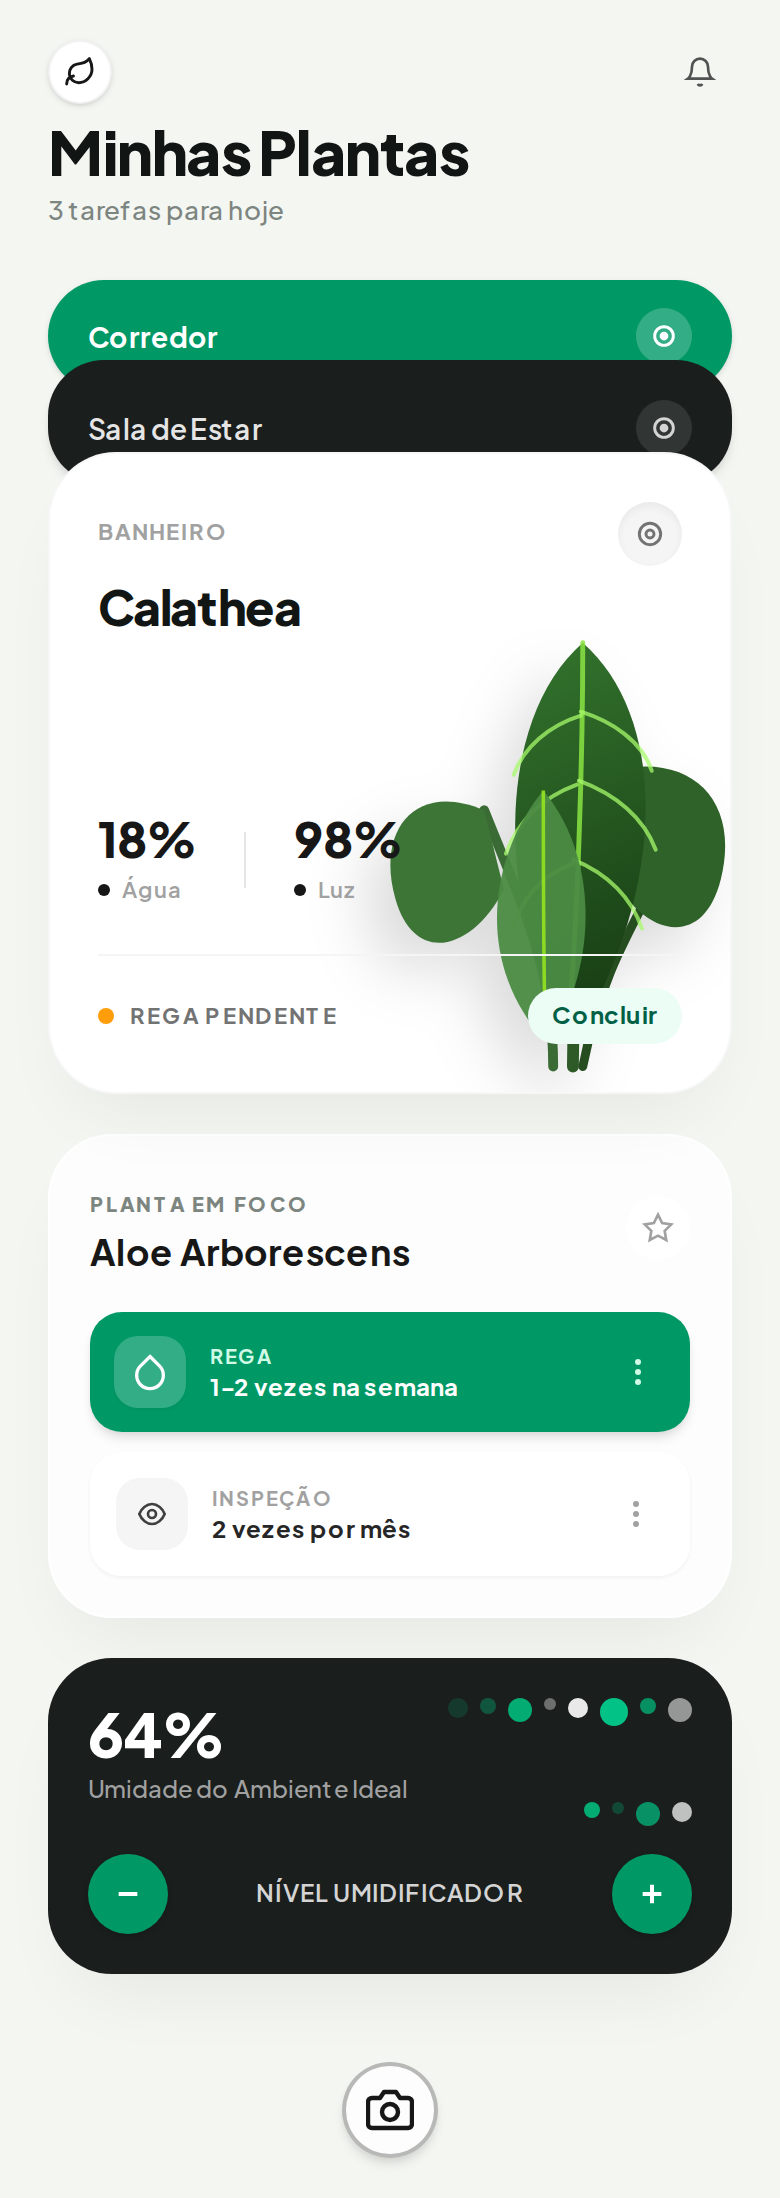 Minhas Plantas
3 tarefas para hoje
Corredor
Sala de Estar
BANHEIRO
Calathea
18%
98%
Água
Luz
REGA PENDENTE
Concluir
PLANTA EM FOCO
Aloe Arborescens
REGA
1-2 vezes na semana
INSPEÇÃO
2 vezes por mês
64%
Umidade do Ambiente Ideal
NÍVEL UMIDIFICADOR